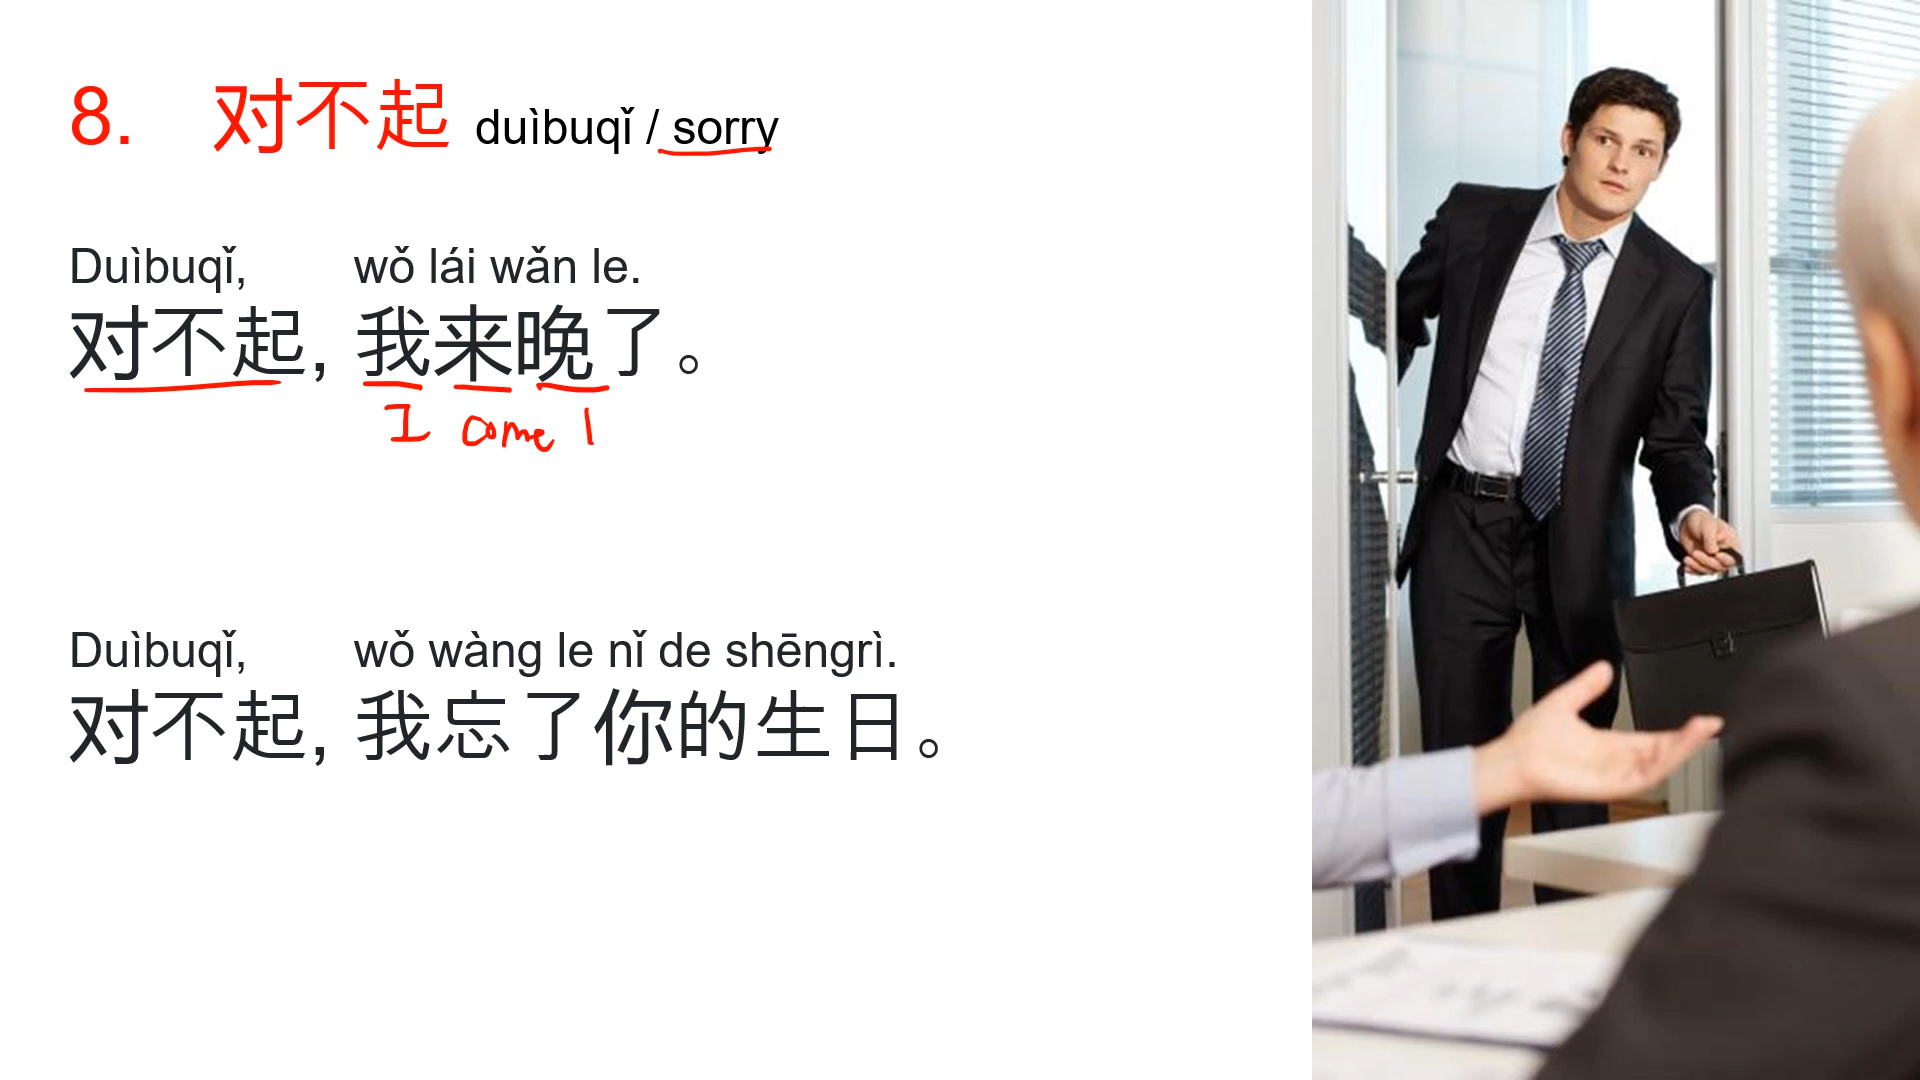 8. 对不起 duìbuqǐ / sorry
Duìbuqǐ, wǒ lái wǎn le.
对不起, 我来晚了。
I come l
Duìbuqǐ, wǒ wàng le nǐ de shēngrì.
对不起, 我忘了你的生日。